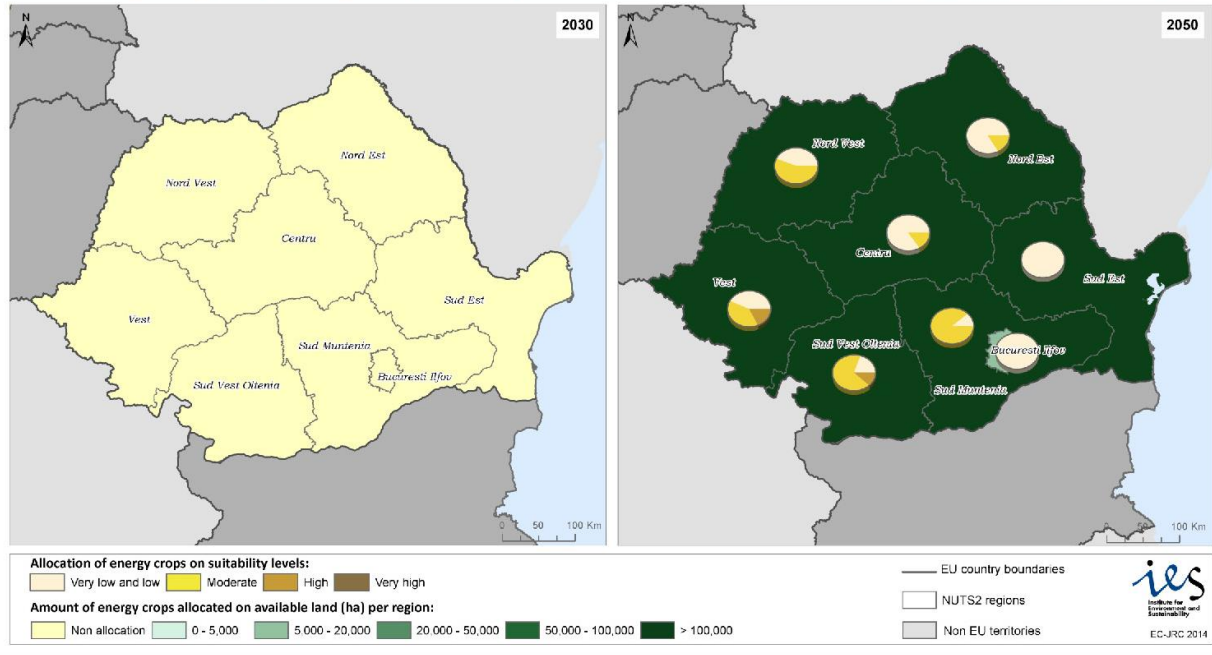 N
2030
Nord Est
Nord Vest
Centru
Sud Est
Vest
Sud Muntenia
Bucuresti Ilfov
Sud Vest Oltenia
0 50 100 Km
N
2050
Nord Vest
Nord Est
Centru
Sud Est
Vest
Sud Vest Oltenia
Bucuresti Ilfov
Sud Muntenia
0 50 100 Km
Allocation of energy crops on suitability levels:
Very low and low Moderate High Very high
Amount of energy crops allocated on available land (ha) per region:
Non allocation 0 - 5,000 5 000 - 20,000 20,000 - 50,000 50,000 - 100,000 > 100,000
EU country boundaries
NUTS2 regions
Non EU territories
ies
Institute for
Environment and
Sustainability
EC-JRC 2014